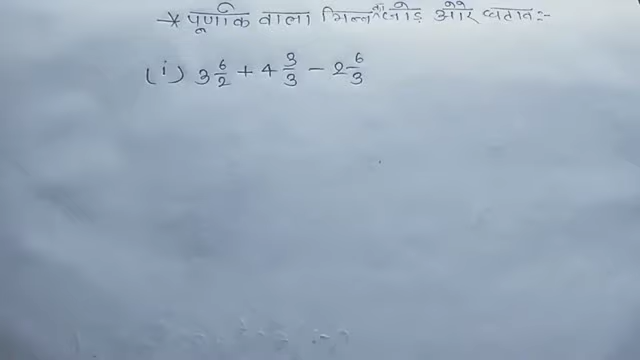 * पूर्णांक वाला भिन्न का जोड़ और घटाव:-
(i) 3 6/2 + 4 3/3 - 2 6/3